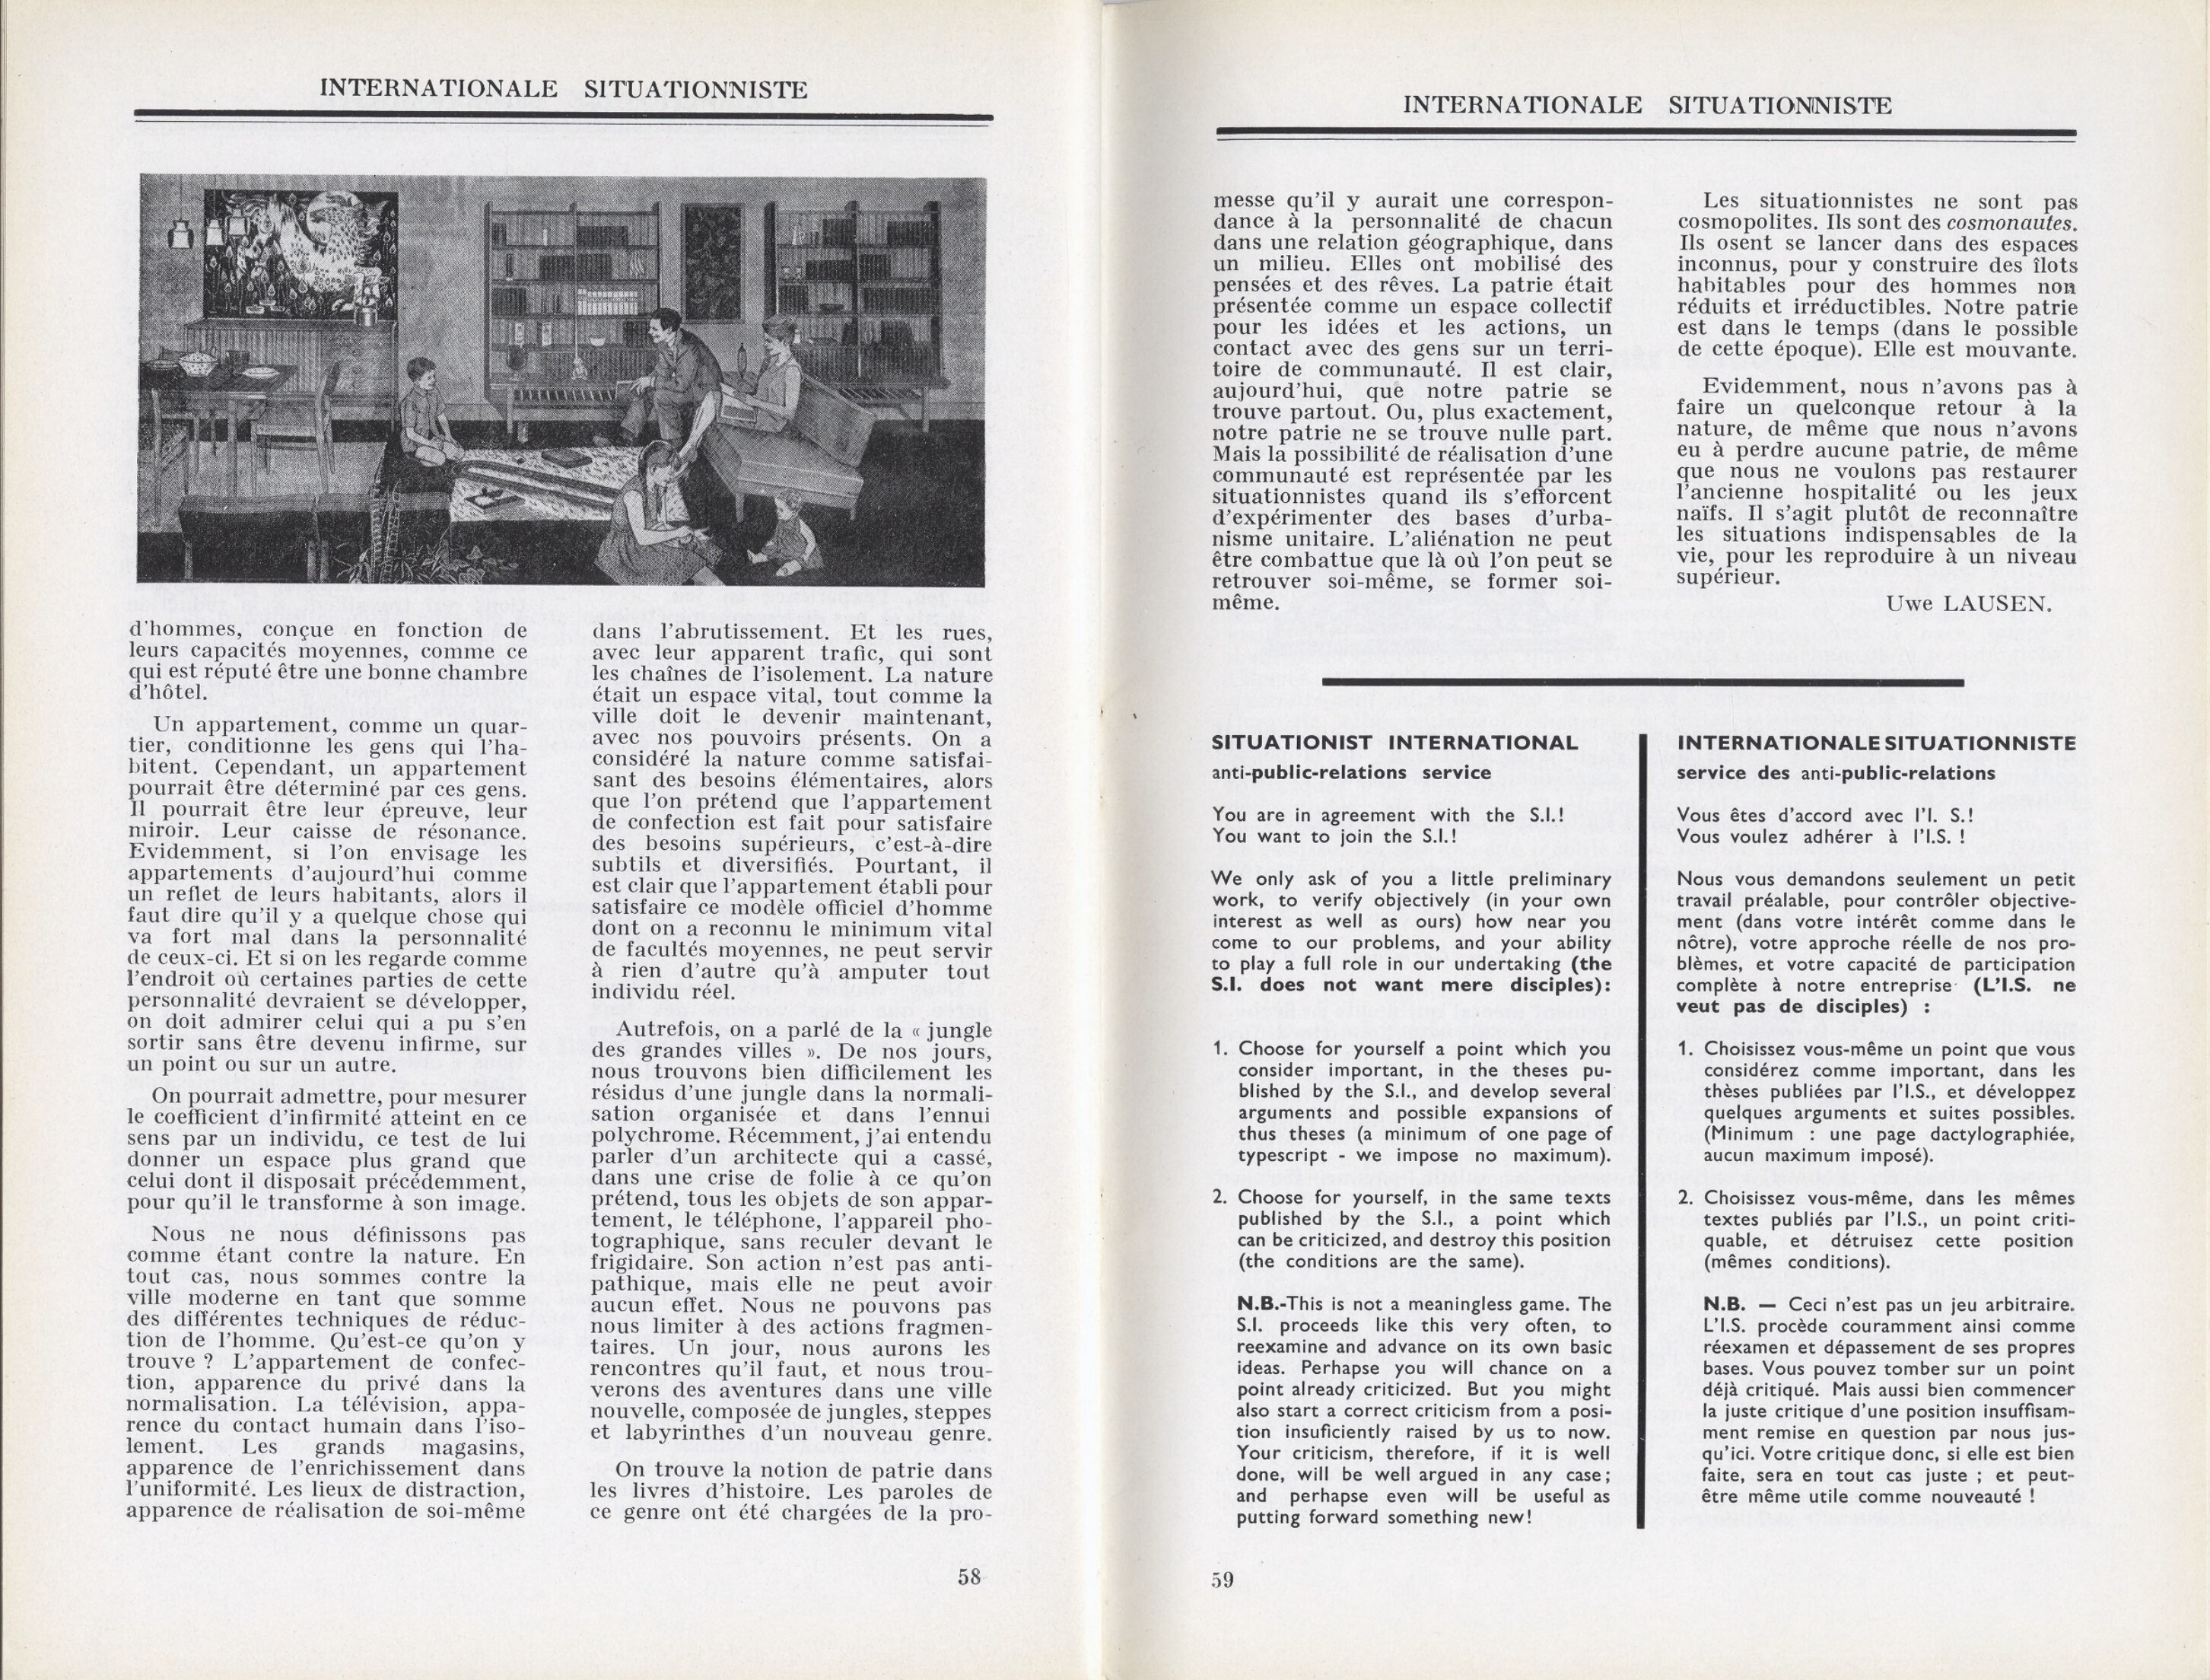 INTERNATIONALE SITUATIONNISTE
d'hommes, conçue en fonction de
leurs capacités moyennes, comme ce
qui est réputé être une bonne chambre
d'hôtel.
Un appartement, comme un quar-
tier, conditionne les gens qui l'ha-
bitent. Cependant, un appartement
pourrait être déterminé par ces gens.
Il pourrait être leur épreuve, leur
miroir. Leur caisse de résonance.
Evidemment, si l'on envisage les
appartements d'aujourd'hui comme
un reflet de leurs habitants, alors il
faut dire qu'il y a quelque chose qui
va fort mal dans la personnalité
de ceux-ci. Et si on les regarde comme
l'endroit où certaines parties de cette
personnalité devraient se développer,
on doit admirer celui qui a pu s'en
sortir sans être devenu infirme, sur
un point ou sur un autre.
On pourrait admettre, pour mesurer
le coefficient d'infirmité atteint en ce
sens par un individu, ce test de lui
donner un espace plus grand que
celui dont il disposait précédemment,
pour qu'il le transforme à son image.
Nous ne nous définissons pas
comme étant contre la nature. En
tout cas, nous sommes contre la
ville moderne en tant que somme
des différentes techniques de réduc-
tion de l'homme. Qu'est-ce qu'on y
trouve ? L'appartement de confec-
tion, apparence du privé dans la
normalisation. La télévision, appa-
rence du contact humain dans l'iso-
lement. Les grands magasins,
apparence de l'enrichissement dans
l'uniformité. Les lieux de distraction,
apparence de réalisation de soi-même
dans l'abrutissement. Et les rues,
avec leur apparent trafic, qui sont
les chaînes de l'isolement. La nature
était un espace vital, tout comme la
ville doit le devenir maintenant,
avec nos pouvoirs présents. On a
considéré la nature comme satisfai-
sant des besoins élémentaires, alors
que l'on prétend que l'appartement
de confection est fait pour satisfaire
des besoins supérieurs, c'est-à-dire
subtils et diversifiés. Pourtant, il
est clair que l'appartement établi pour
satisfaire ce modèle officiel d'homme
dont on a reconnu le minimum vital
de facultés moyennes, ne peut servir
à rien d'autre qu'à amputer tout
individu réel.
Autrefois, on a parlé de la « jungle
des grandes villes ». De nos jours,
nous trouvons bien difficilement les
résidus d'une jungle dans la normali-
sation organisée et dans l'ennui
polychrome. Récemment, j'ai entendu
parler d'un architecte qui a cassé,
dans une crise de folie à ce qu'on
prétend, tous les objets de son appar-
tement, le téléphone, l'appareil pho-
tographique, sans reculer devant le
frigidaire. Son action n'est pas anti-
pathique, mais elle ne peut avoir
aucun effet. Nous ne pouvons pas
nous limiter à des actions fragmen-
taires. Un jour, nous aurons les
rencontres qu'il faut, et nous trou-
verons des aventures dans une ville
nouvelle, composée de jungles, steppes
et labyrinthes d'un nouveau genre.
On trouve la notion de patrie dans
les livres d'histoire. Les paroles de
ce genre ont été chargées de la pro-
58
INTERNATIONALE SITUATIONNISTE
messe qu'il y aurait une correspon-
dance à la personnalité de chacun
dans une relation géographique, dans
un milieu. Elles ont mobilisé des
pensées et des rêves. La patrie était
présentée comme un espace collectif
pour les idées et les actions, un
contact avec des gens sur un terri-
toire de communauté. Il est clair,
aujourd'hui, que notre patrie se
trouve partout. Ou, plus exactement,
notre patrie ne se trouve nulle part.
Mais la possibilité de réalisation d'une
communauté est représentée par les
situationnistes quand ils s'efforcent
d'expérimenter des bases d'urba-
nisme unitaire. L'aliénation ne peut
être combattue que là où l'on peut se
retrouver soi-même, se former soi-
même.
Les situationnistes ne sont pas
cosmopolites. Ils sont des cosmonautes.
Ils osent se lancer dans des espaces
inconnus, pour y construire des îlots
habitables pour des hommes non
réduits et irréductibles. Notre patrie
est dans le temps (dans le possible
de cette époque). Elle est mouvante.
Evidemment, nous n'avons pas à
faire un quelconque retour à la
nature, de même que nous n'avons
eu à perdre aucune patrie, de même
que nous ne voulons pas restaurer
l'ancienne hospitalité ou les jeux
naïfs. Il s'agit plutôt de reconnaître
les situations indispensables de la
vie, pour les reproduire à un niveau
supérieur.
Uwe LAUSEN.
SITUATIONIST INTERNATIONAL
anti-public-relations service
You are in agreement with the S.I.!
You want to join the S.I.!
We only ask of you a little preliminary
work, to verify objectively (in your own
interest as well as ours) how near you
come to our problems, and your ability
to play a full role in our undertaking (the
S.I. does not want mere disciples):
1. Choose for yourself a point which you
consider important, in the theses pu-
blished by the S.I., and develop several
arguments and possible expansions of
thus theses (a minimum of one page of
typescript - we impose no maximum).
2. Choose for yourself, in the same texts
published by the S.I., a point which
can be criticized, and destroy this position
(the conditions are the same).
N.B.-This is not a meaningless game. The
S.I. proceeds like this very often, to
reexamine and advance on its own basic
ideas. Perhapse you will chance on a
point already criticized. But you might
also start a correct criticism from a posi-
tion insuficiently raised by us to now.
Your criticism, therefore, if it is well
done, will be well argued in any case;
and perhapse even will be useful as
putting forward something new!
INTERNATIONALE SITUATIONNISTE
service des anti-public-relations
Vous êtes d'accord avec l'I. S.!
Vous voulez adhérer à l'I.S. !
Nous vous demandons seulement un petit
travail préalable, pour contrôler objective-
ment (dans votre intérêt comme dans le
nôtre), votre approche réelle de nos pro-
blèmes, et votre capacité de participation
complète à notre entreprise (L'I.S. ne
veut pas de disciples) :
1. Choisissez vous-même un point que vous
considérez comme important, dans les
thèses publiées par l'I.S., et développez
quelques arguments et suites possibles.
(Minimum : une page dactylographiée,
aucun maximum imposé).
2. Choisissez vous-même, dans les mêmes
textes publiés par l'I.S., un point criti-
quable, et détruisez cette position
(mêmes conditions).
N.B. — Ceci n'est pas un jeu arbitraire.
L'I.S. procède couramment ainsi comme
réexamen et dépassement de ses propres
bases. Vous pouvez tomber sur un point
déjà critiqué. Mais aussi bien commencer
la juste critique d'une position insuffisam-
ment remise en question par nous jus-
qu'ici. Votre critique donc, si elle est bien
faite, sera en tout cas juste ; et peut-
être même utile comme nouveauté !
59